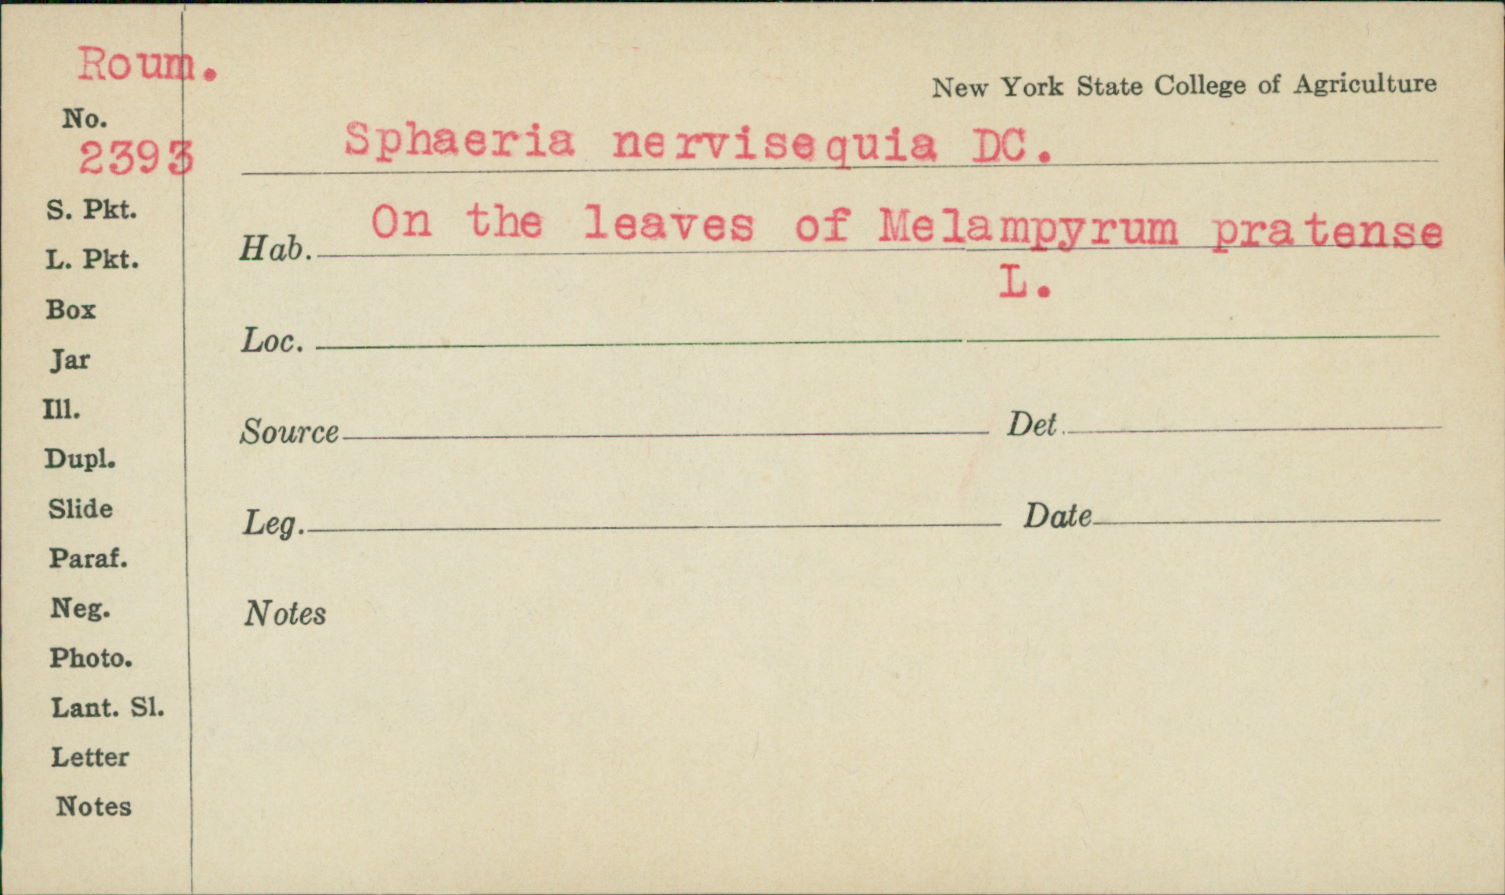 Roum.
New York State College of Agriculture
No.
2393
Sphaeria nervisequia DC.
S. Pkt.
Hab. On the leaves of Melampyrum pratense
L.
L. Pkt.
Box
Loc.
Jar
Ill.
Source Det.
Dupl.
Slide
Leg. Date
Paraf.
Neg.
Notes
Photo.
Lant. Sl.
Letter
Notes